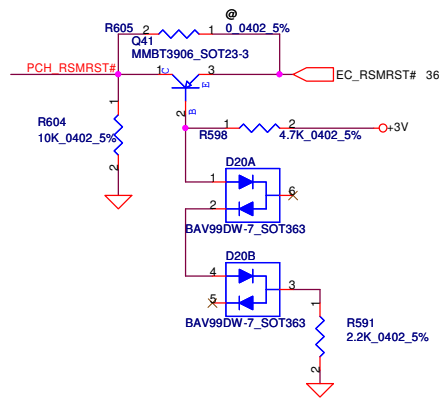 @
R605 1 0_0402_5%
Q41
MMBT3906_SOT23-3
PCH_RSMRST# 1 C 3 E EC_RSMRST# 36
2 B
1
R604
10K_0402_5%
2
R598 1 2 +3V
4.7K_0402_5%
D20A
1
6
2
BAV99DW-7_SOT363
D20B
4
3
5
BAV99DW-7_SOT363
1
R591
2.2K_0402_5%
2